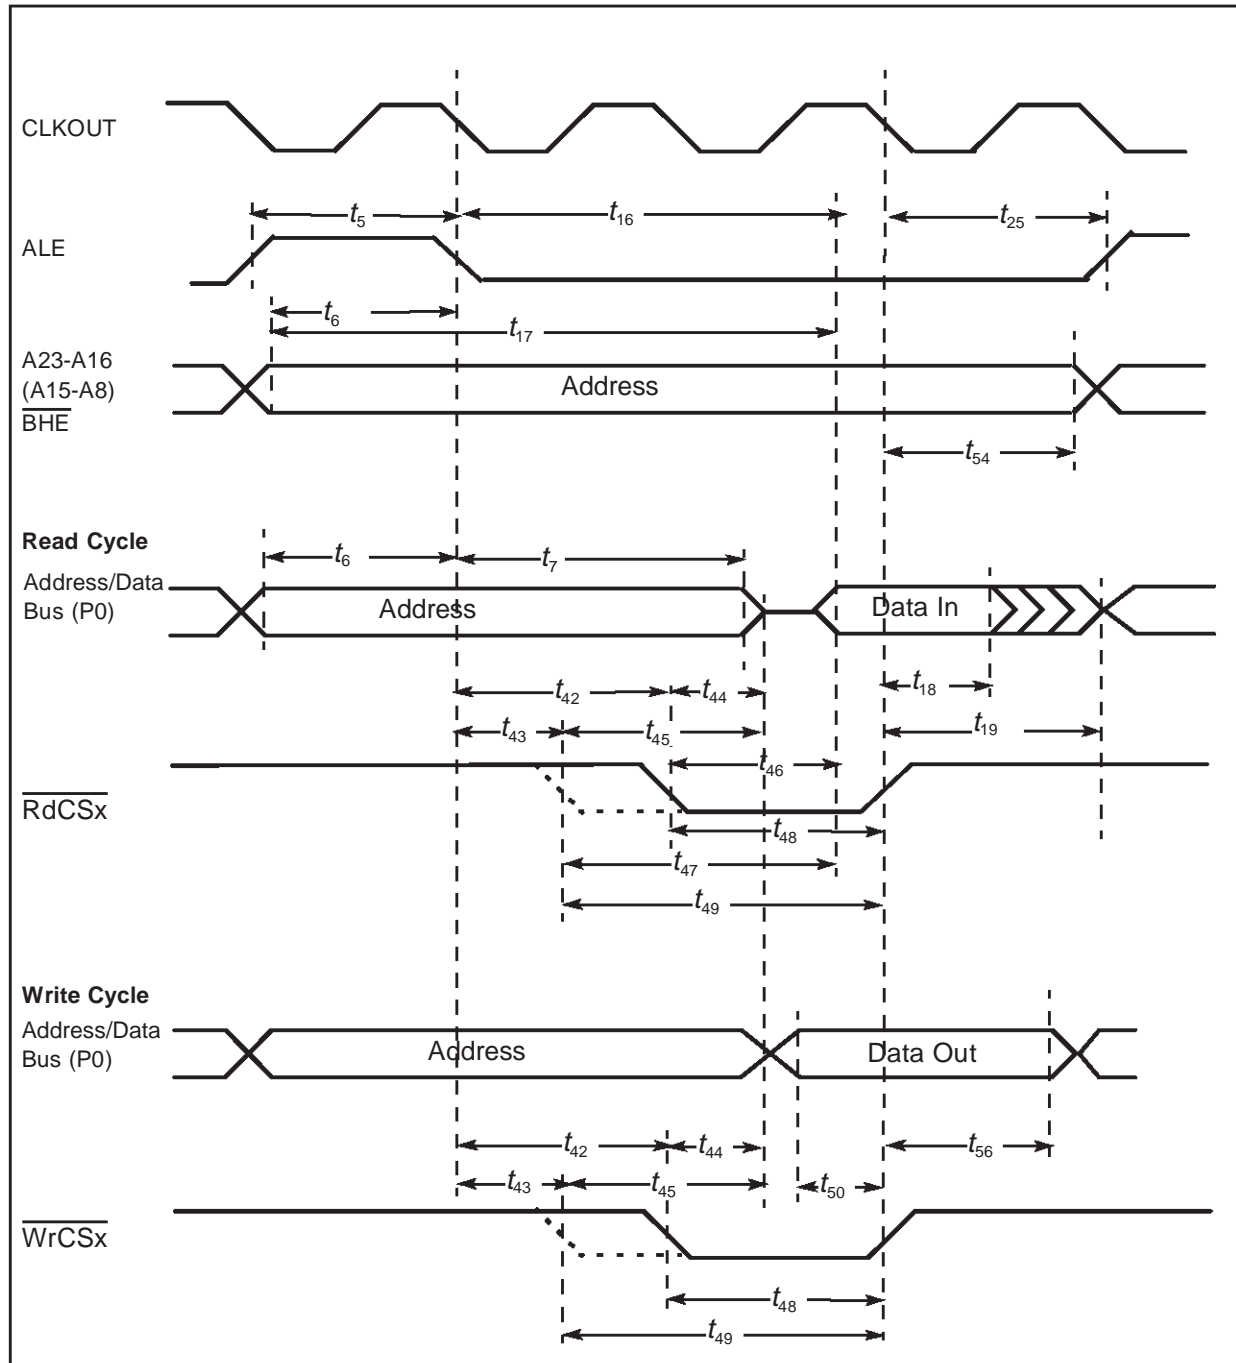 CLKOUT
t5
t16
t25
ALE
t6
t17
A23-A16
(A15-A8)
BHE
Address
t54
Read Cycle
Address/Data
Bus (P0)
t6
t7
Address
Data In
t42
t44
t18
t43
t45
t19
t46
RdCSx
t48
t47
t49
Write Cycle
Address/Data
Bus (P0)
Address
Data Out
t42
t44
t56
t43
t45
t50
WrCSx
t48
t49